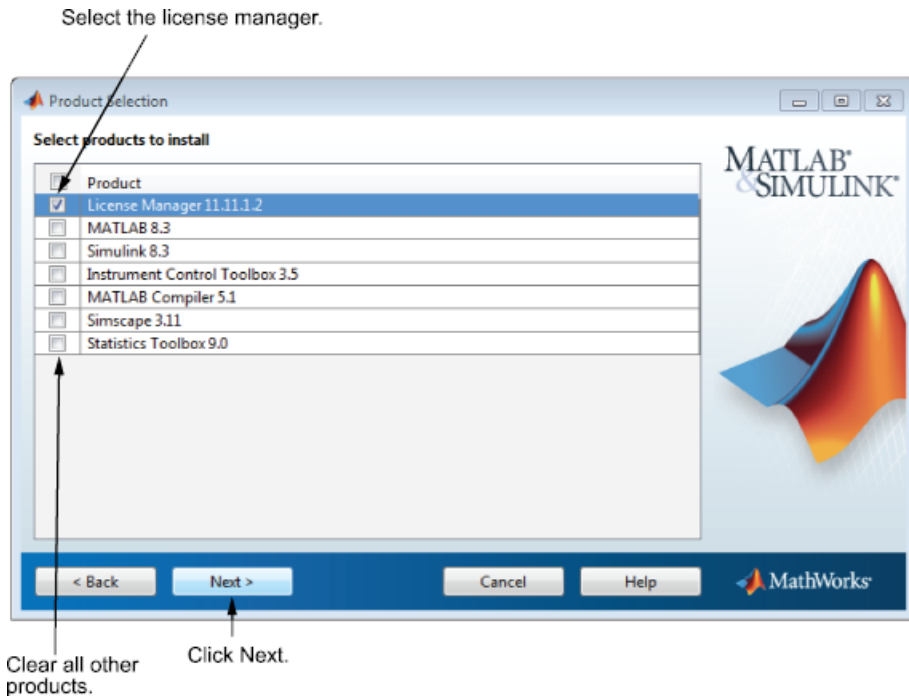 Select the license manager.
Product Selection
Select products to install
Product
License Manager 11.11.1.2
MATLAB 8.3
Simulink 8.3
Instrument Control Toolbox 3.5
MATLAB Compiler 5.1
Simscape 3.11
Statistics Toolbox 9.0
MATLAB®
&SIMULINK®
< Back
Next >
Cancel
Help
MathWorks®
Clear all other
products.
Click Next.